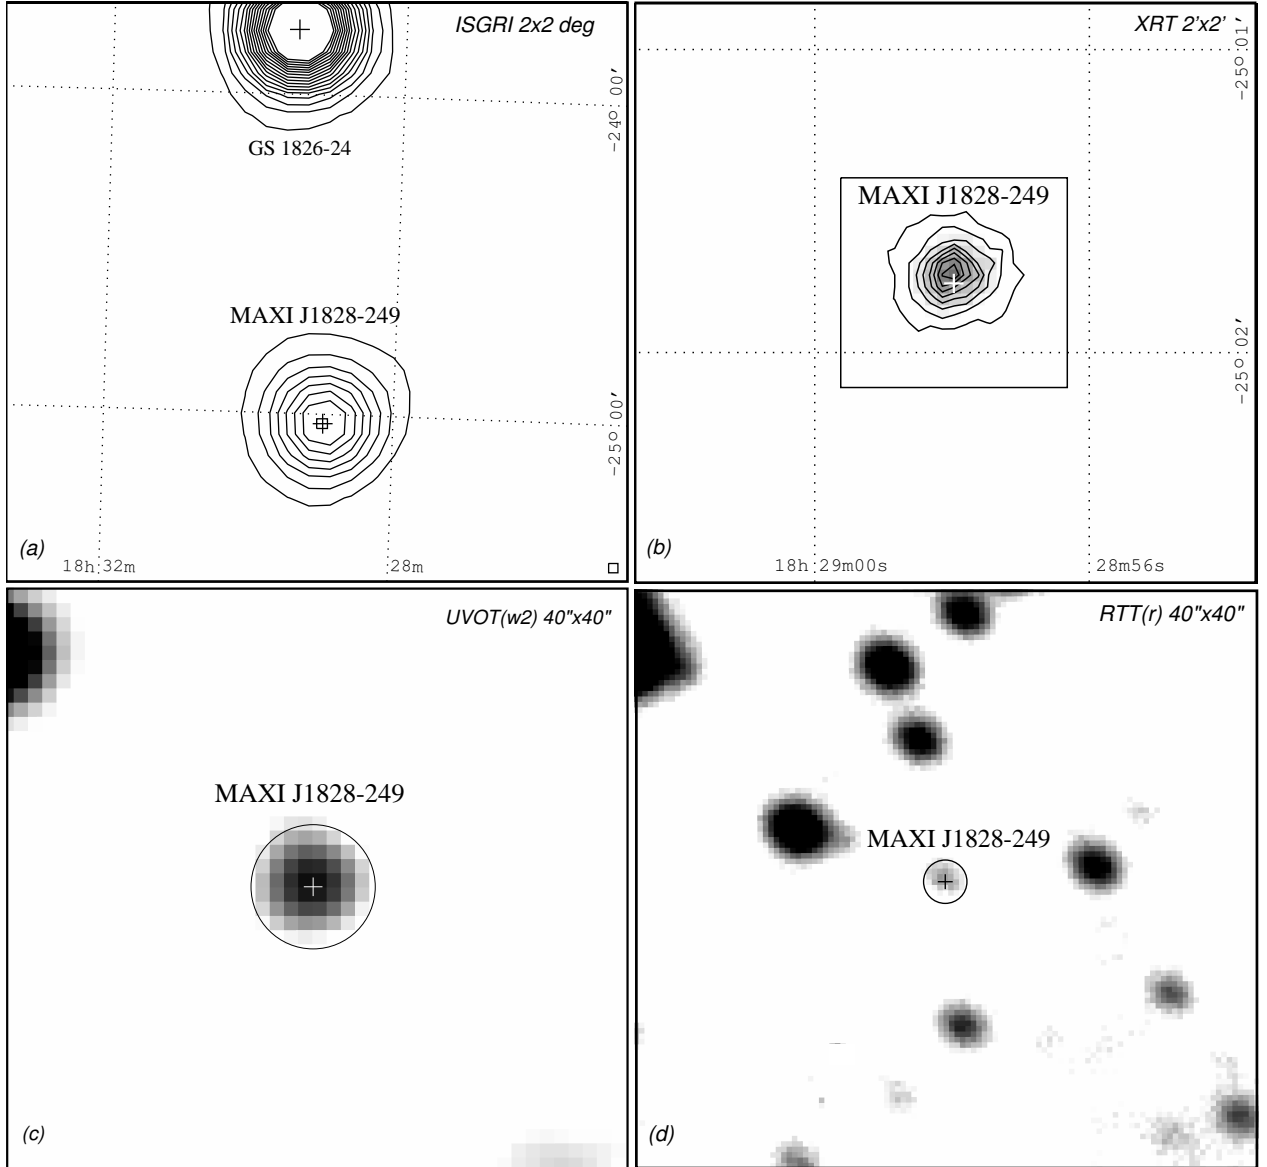 ISGRI 2x2 deg
-24° 00′
GS 1826-24
MAXI J1828-249
-25° 00′
(a)
18h 32m
28m
XRT 2'x2'
-25° 01′
MAXI J1828-249
-25° 02′
(b)
18h 29m00s
28m56s
UVOT(w2) 40"x40"
MAXI J1828-249
(c)
RTT(r) 40"x40"
MAXI J1828-249
(d)